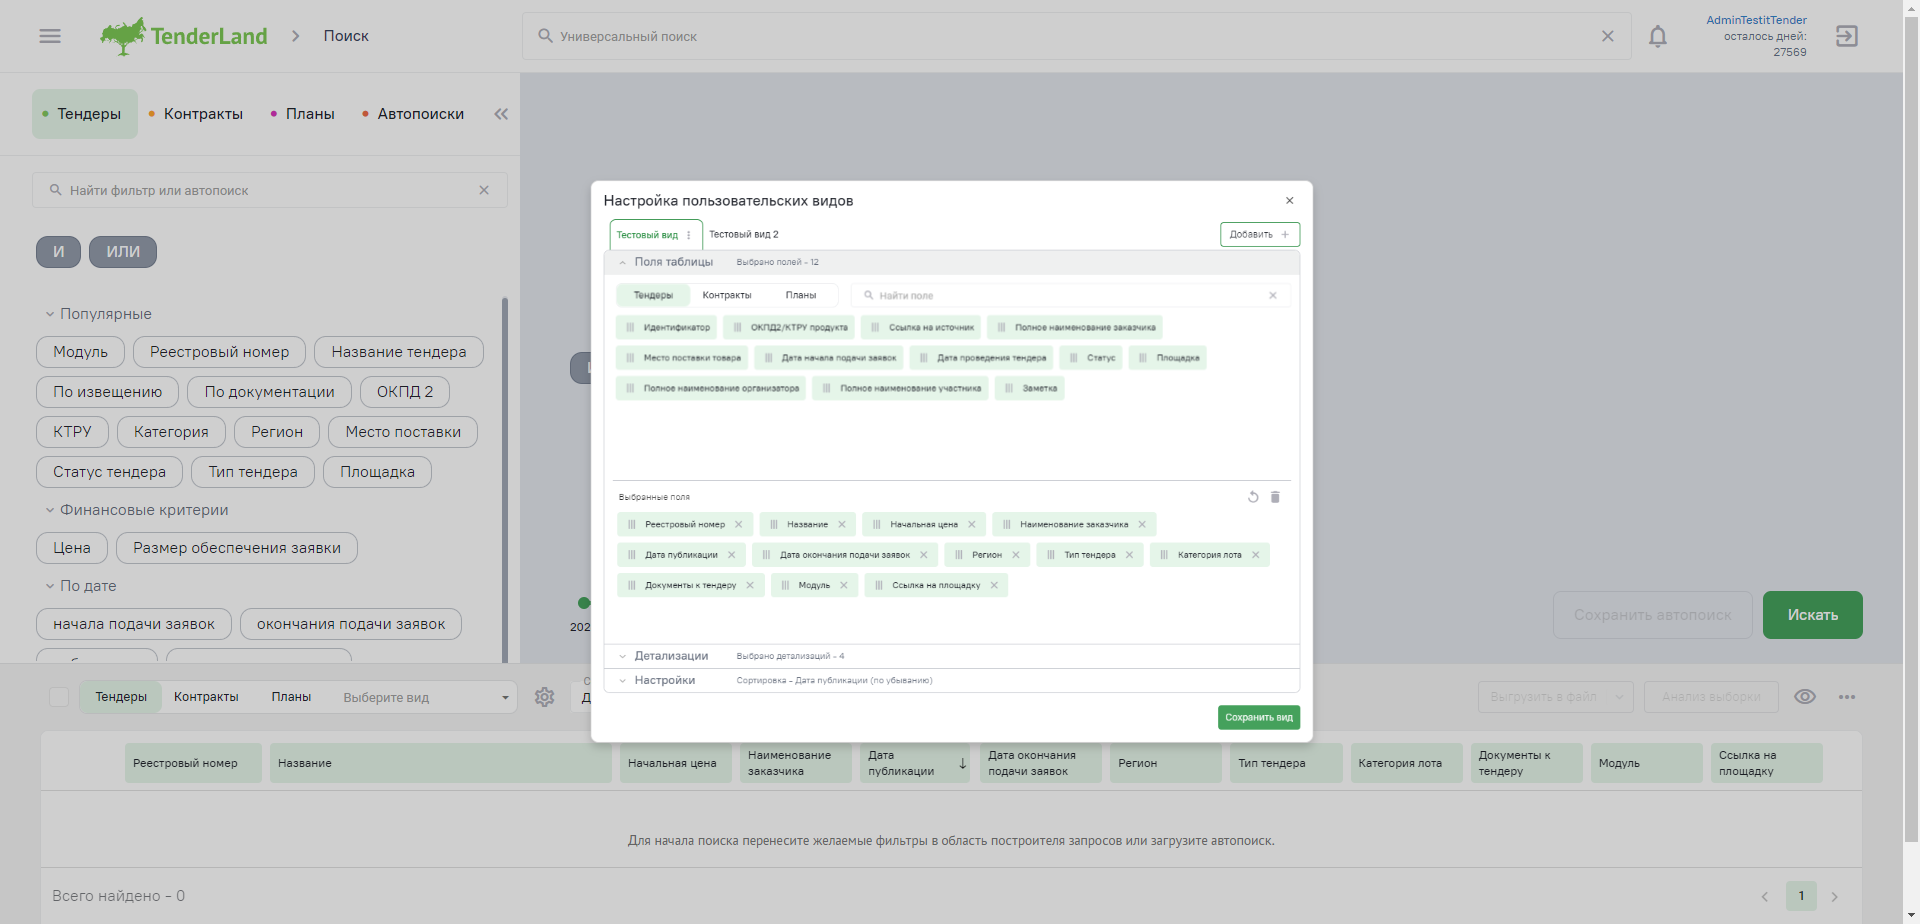 TenderLand
Поиск
Универсальный поиск
AdminTestitTender
осталось дней:
27569
Тендеры
Контракты
Планы
Автопоиски
Найти фильтр или автопоиск
И
ИЛИ
Популярные
Модуль
Реестровый номер
Название тендера
По извещению
По документации
ОКПД 2
КТРУ
Категория
Регион
Место поставки
Статус тендера
Тип тендера
Площадка
Финансовые критерии
Цена
Размер обеспечения заявки
По дате
начала подачи заявок
окончания подачи заявок
Настройка пользовательских видов
Тестовый вид
Тестовый вид 2
Добавить
Поля таблицы
Выбрано полей - 12
Тендеры
Контракты
Планы
Найти поле
Идентификатор
ОКПД2/КТРУ продукта
Ссылка на источник
Полное наименование заказчика
Место поставки товара
Дата начала подачи заявок
Дата проведения тендера
Статус
Площадка
Полное наименование организатора
Полное наименование участника
Заметка
Выбранные поля
Реестровый номер
Название
Начальная цена
Наименование заказчика
Дата публикации
Дата окончания подачи заявок
Регион
Тип тендера
Категория лота
Документы к тендеру
Модуль
Ссылка на площадку
Детализации
Выбрано детализаций - 4
Настройки
Сортировка - Дата публикации (по убыванию)
Сохранить вид
Сохранить автопоиск
Искать
Тендеры
Контракты
Планы
Выберите вид
Выгрузить в файл
Анализ выборки
Реестровый номер
Название
Начальная цена
Наименование
заказчика
Дата
публикации
Дата окончания
подачи заявок
Регион
Тип тендера
Категория лота
Документы к
тендеру
Модуль
Ссылка на
площадку
Для начала поиска перенесите желаемые фильтры в область построителя запросов или загрузите автопоиск.
Всего найдено - 0
1